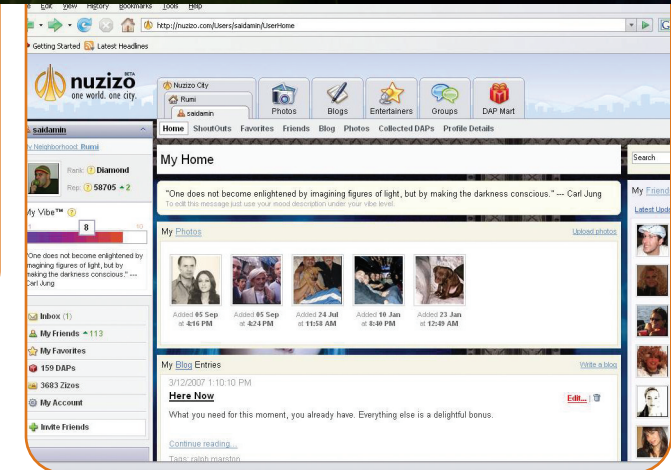 View History Bookmarks Tools Help
http://nuzizo.com/Users/saidamin/UserHome
Getting Started Latest Headlines
nuzizo BETA
one world. one city.
Nuzizo City
Rumi
saidamin
Photos Blogs Entertainers Groups DAP Mart
saidamin
Home ShoutOuts Favorites Friends Blog Photos Collected DAPs Profile Details
Neighborhood: Rumi
Rank: ? Diamond
Rep: ? 58705 2
My Vibe™ ?
8
10
"One does not become enlightened by
imagining figures of light, but by
making the darkness conscious." ---
Carl Jung
Inbox (1)
My Friends 113
My Favorites
159 DAPs
3683 Zizos
My Account
Invite Friends
My Home
"One does not become enlightened by imagining figures of light, but by making the darkness conscious." --- Carl Jung
To edit this message just use your mood description under your vibe level.
My Photos Upload photos
Added 05 Sep at 4:16 PM
Added 05 Sep at 4:24 PM
Added 24 Jul at 11:58 AM
Added 10 Jan at 8:40 PM
Added 23 Jan at 12:49 AM
My Blog Entries Write a blog
3/12/2007 1:10:10 PM
Here Now Edit... |
What you need for this moment, you already have. Everything else is a delightful bonus.
Continue reading...
Tags: ralph marston
Search
My Friend
Latest Upd